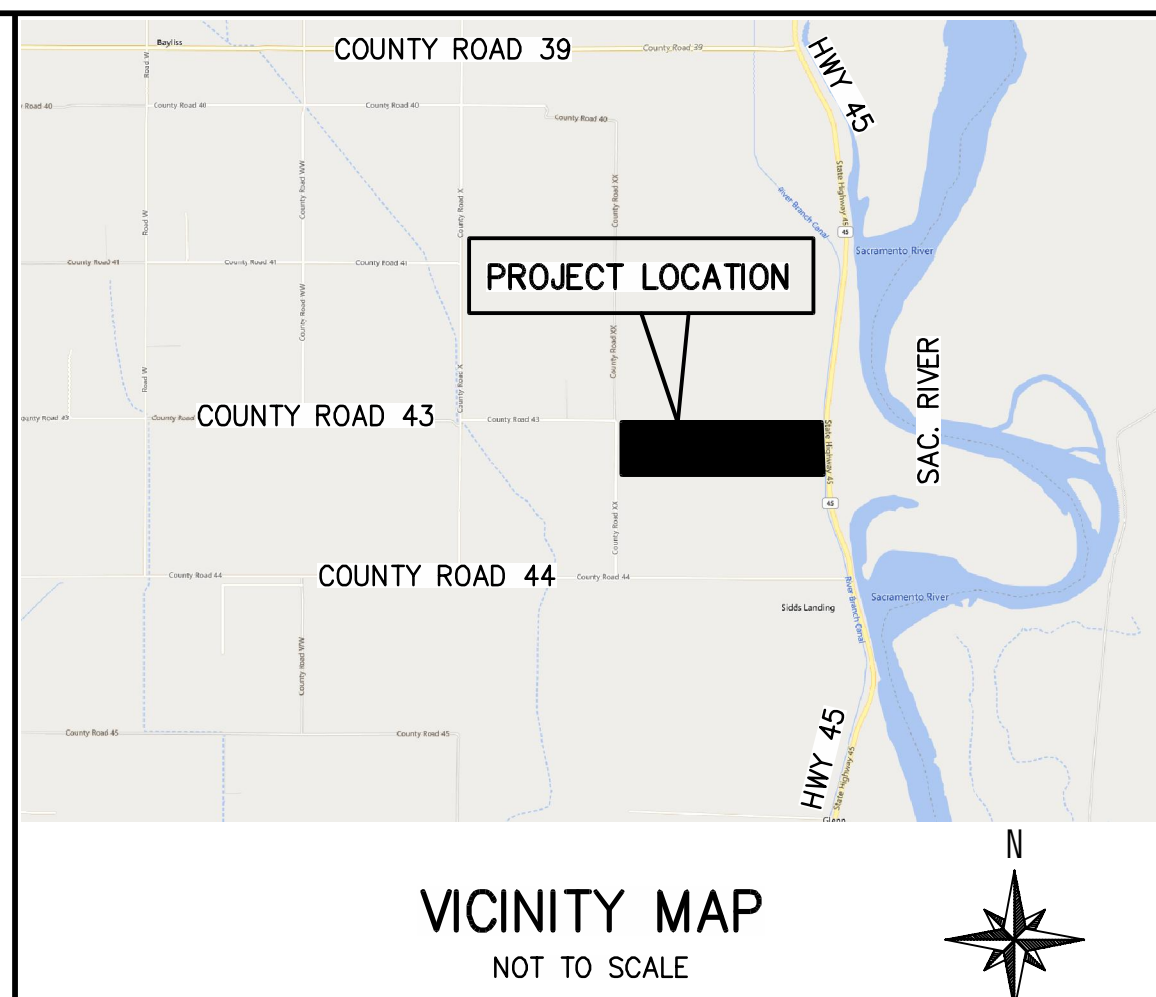 Bayliss
COUNTY ROAD 39
County Road 39
HWY 45
Road W
Road 40
County Road 40
County Road 40
County Road 40
County Road WW
County Road X
County Road XX
State Highway 45
River Branch Canal
Road W
45
Sacramento River
County Road 41
County Road 41
County Road 41
PROJECT LOCATION
County Road WW
County Road XX
Road W
County Road X
SAC. RIVER
County Road
COUNTY ROAD 43
County Road 43
State Highway 45
45
County Road XX
County Road 44
COUNTY ROAD 44
County Road 44
Sidds Landing
River Branch Canal
Sacramento River
County Road WW
County Road 45
County Road 45
HWY 45
State Highway 45
Glenn
VICINITY MAP
NOT TO SCALE
N